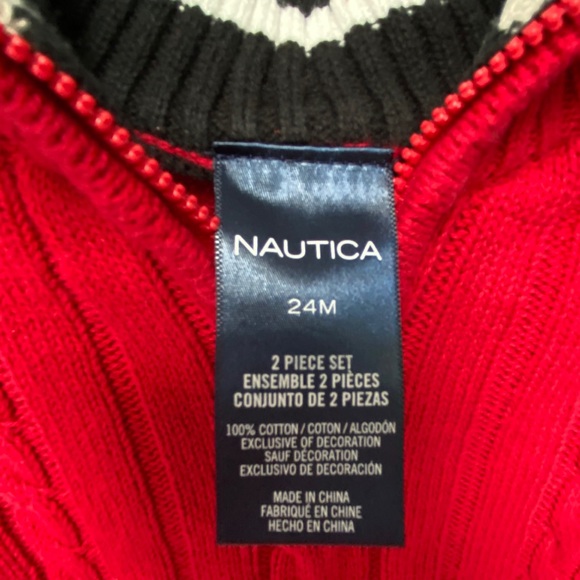 NAUTICA
24M
2 PIECE SET
ENSEMBLE 2 PIÈCES
CONJUNTO DE 2 PIEZAS
100% COTTON / COTON / ALGODÓN
EXCLUSIVE OF DECORATION
SAUF DÉCORATION
EXCLUSIVO DE DECORACIÓN
MADE IN CHINA
FABRIQUÉ EN CHINE
HECHO EN CHINA